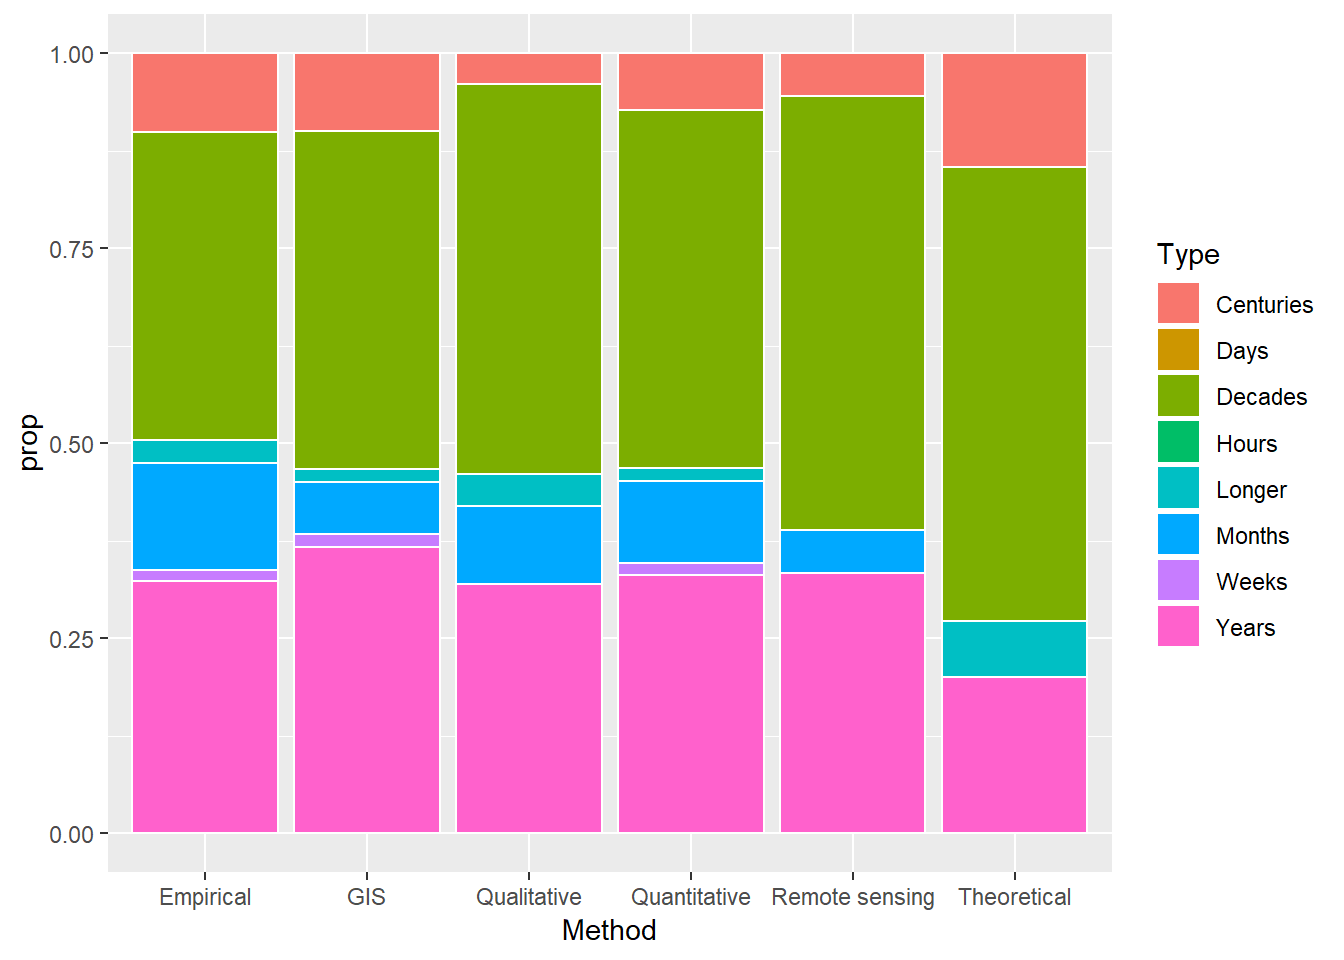 1.00
0.75
0.50
0.25
0.00
prop
Empirical
GIS
Qualitative
Quantitative
Remote sensing
Theoretical
Method
Type
Centuries
Days
Decades
Hours
Longer
Months
Weeks
Years